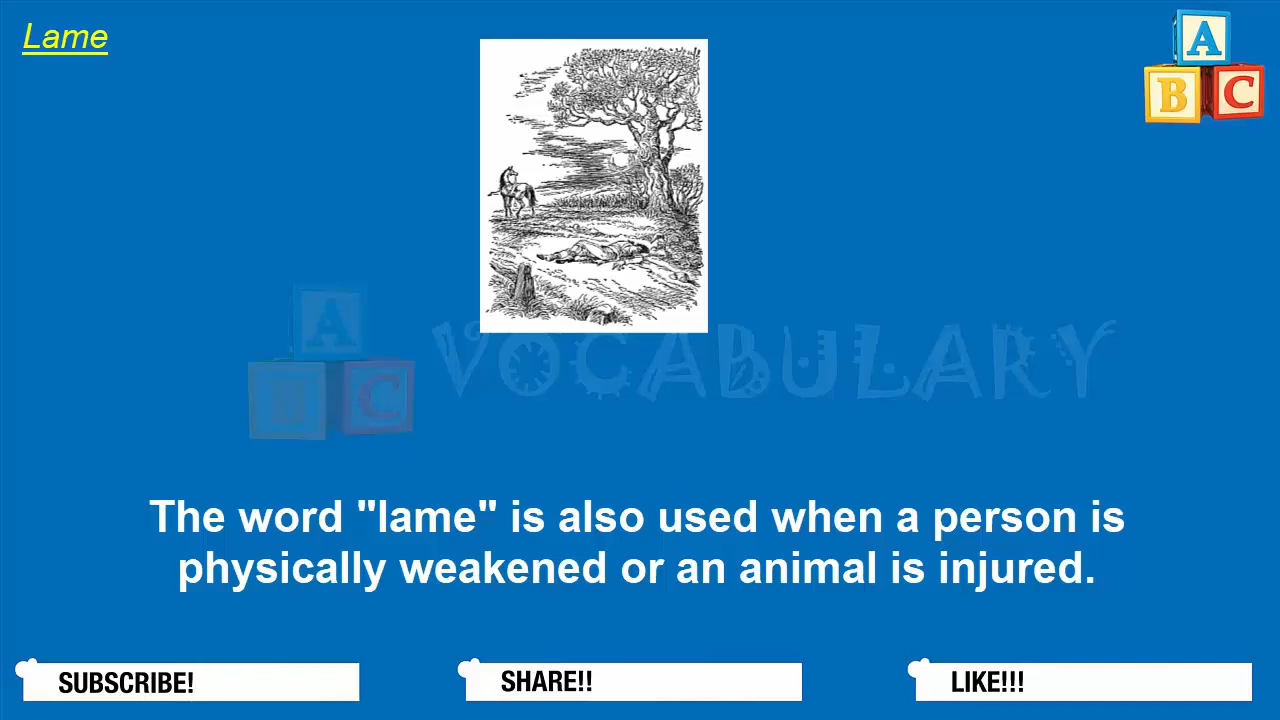 Lame
A
B C
A
B C VOCABULARY
The word "lame" is also used when a person is
physically weakened or an animal is injured.
SUBSCRIBE! SHARE!! LIKE!!!